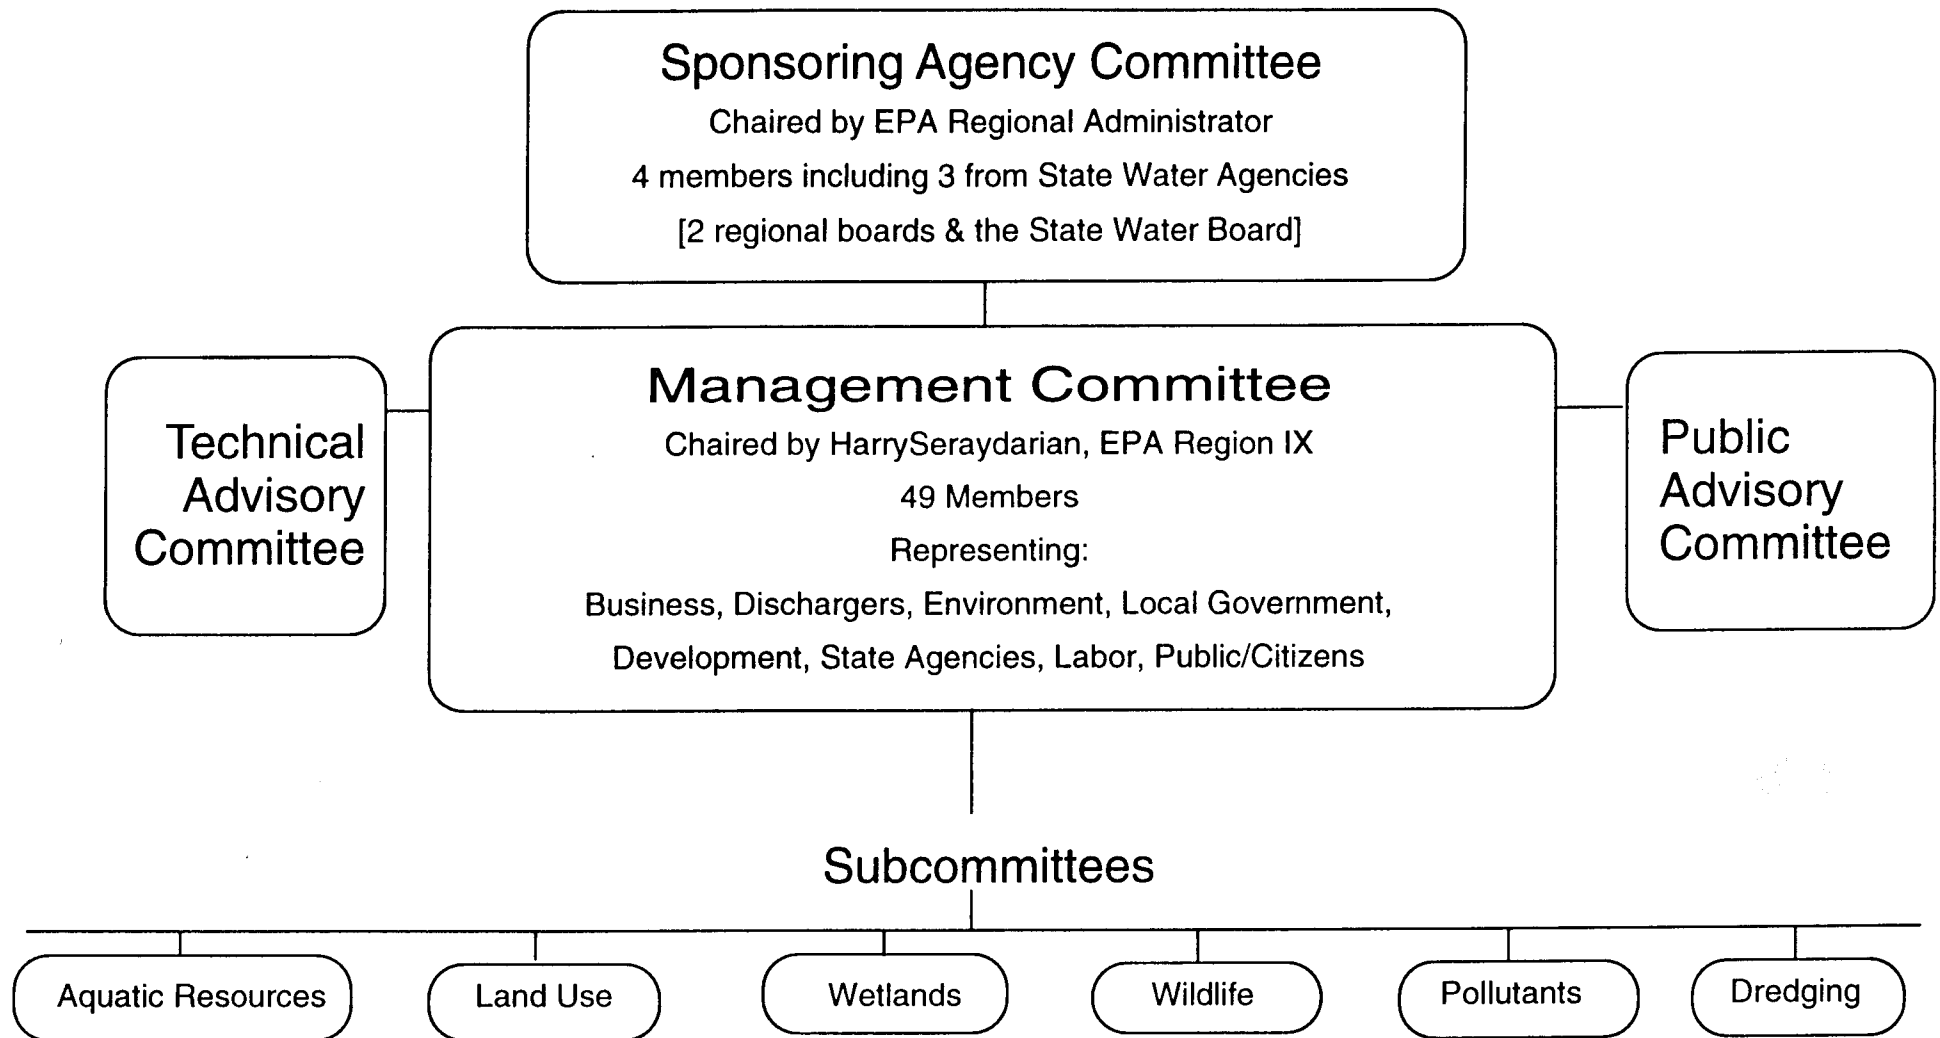 Sponsoring Agency Committee
Chaired by EPA Regional Administrator
4 members including 3 from State Water Agencies
[2 regional boards & the State Water Board]
Technical
Advisory
Committee
Management Committee
Chaired by HarrySeraydarian, EPA Region IX
49 Members
Representing:
Business, Dischargers, Environment, Local Government,
Development, State Agencies, Labor, Public/Citizens
Public
Advisory
Committee
Subcommittees
Aquatic Resources
Land Use
Wetlands
Wildlife
Pollutants
Dredging